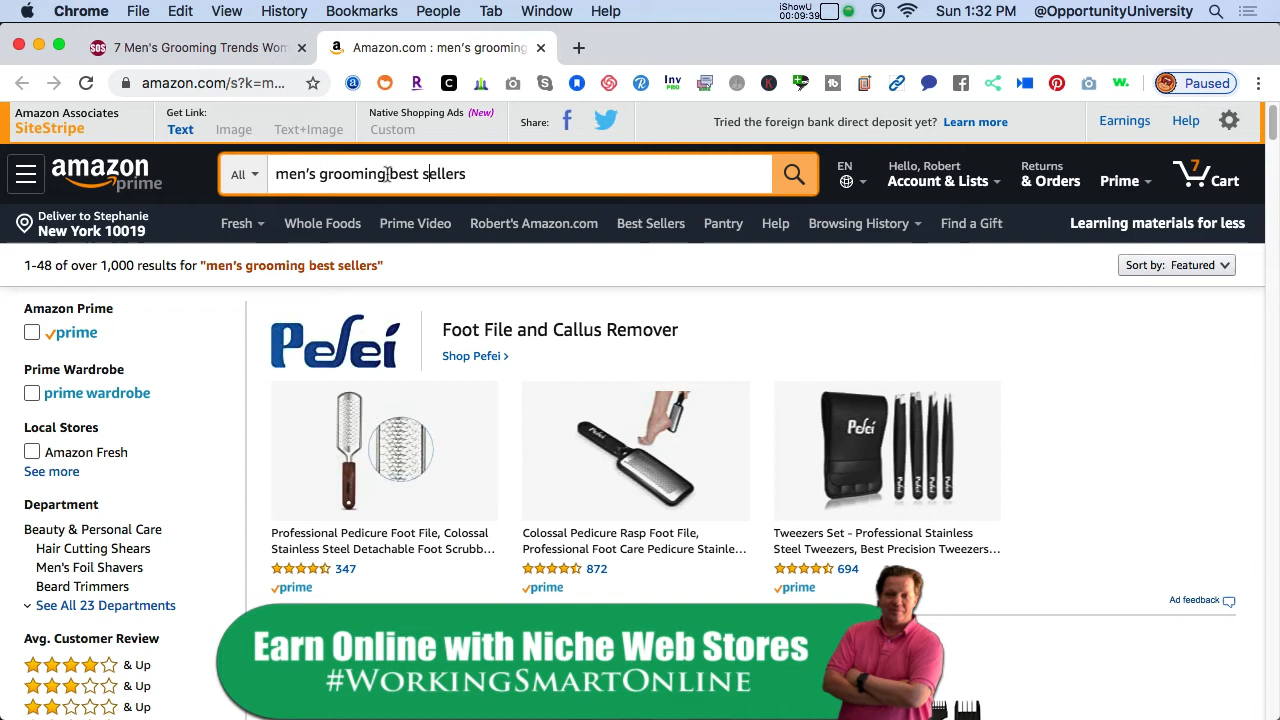 Chrome File Edit View History Bookmarks People Tab Window Help iShowU 00:09:39 Sun 1:32 PM @OpportunityUniversity
SOS 7 Men's Grooming Trends Wom × a Amazon.com : men's grooming × +
amazon.com/s?k=m... Inv PRO Paused
Amazon Associates
SiteStripe
Get Link:
Text Image Text+Image
Native Shopping Ads (New)
Custom
Share:
Tried the foreign bank direct deposit yet? Learn more
Earnings Help
amazon prime
All men's grooming best sellers
EN
Hello, Robert
Account & Lists
Returns
& Orders
Prime
7
Cart
Deliver to Stephanie
New York 10019
Fresh Whole Foods Prime Video Robert's Amazon.com Best Sellers Pantry Help Browsing History Find a Gift Learning materials for less
1-48 of over 1,000 results for "men's grooming best sellers"
Sort by: Featured
Amazon Prime
prime
Prime Wardrobe
prime wardrobe
Local Stores
Amazon Fresh
See more
Department
Beauty & Personal Care
Hair Cutting Shears
Men's Foil Shavers
Beard Trimmers
See All 23 Departments
Avg. Customer Review
& Up
& Up
& Up
Pefei
Foot File and Callus Remover
Shop Pefei ›
Pefei
Professional Pedicure Foot File, Colossal
Stainless Steel Detachable Foot Scrubb...
347
prime
Colossal Pedicure Rasp Foot File,
Professional Foot Care Pedicure Stainle...
872
prime
Tweezers Set - Professional Stainless
Steel Tweezers, Best Precision Tweezers...
694
prime
Ad feedback
Earn Online with Niche Web Stores
#WorkingSmartOnline